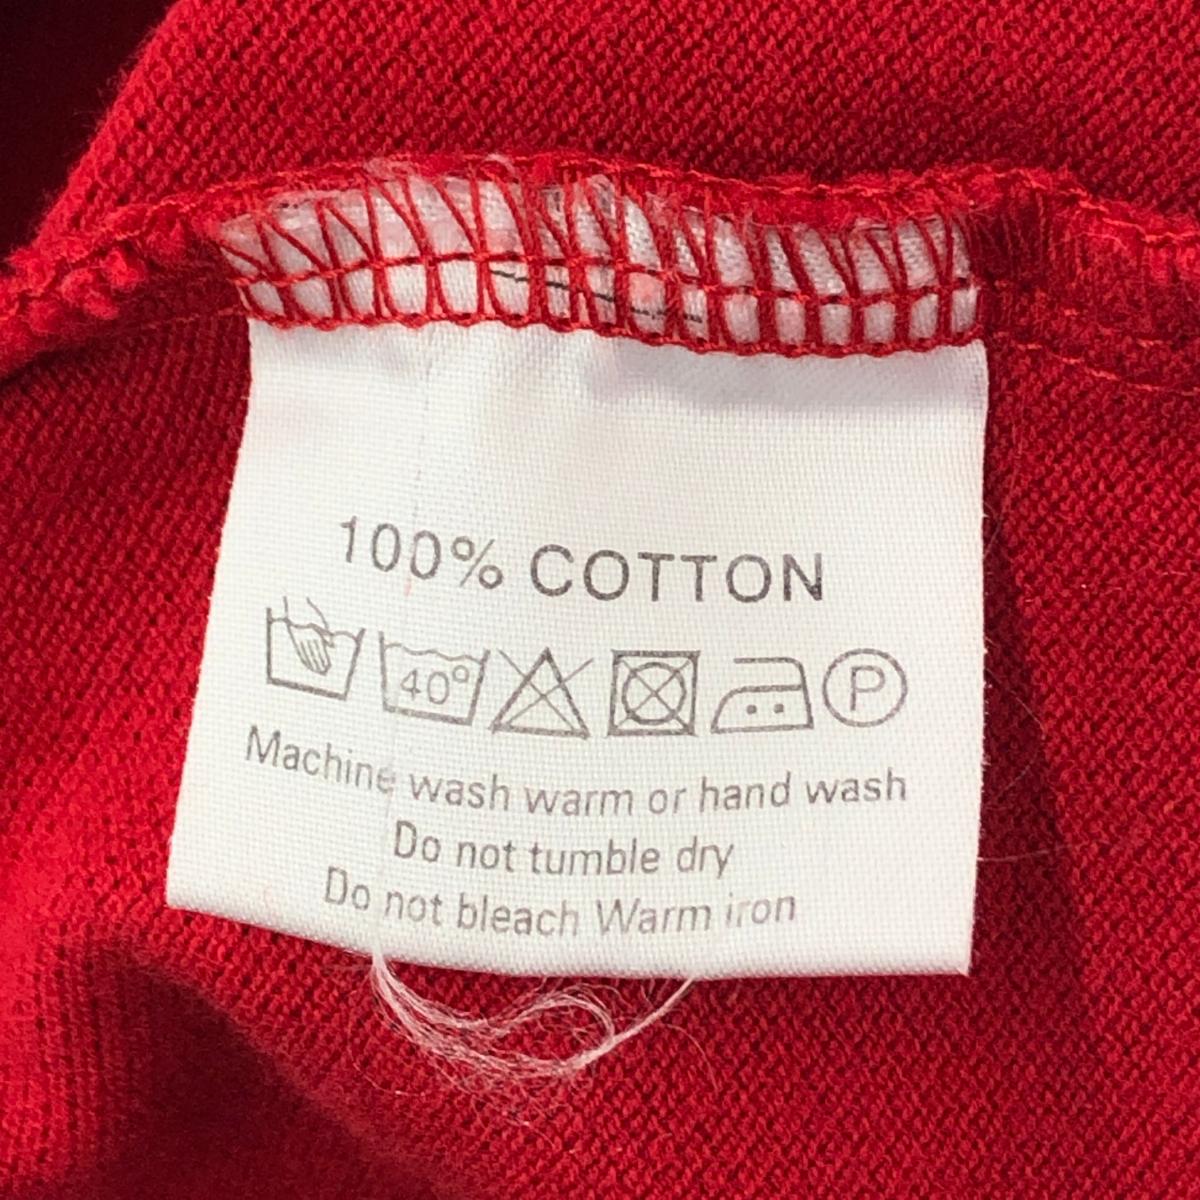 100% COTTON
40° P
Machine wash warm or hand wash
Do not tumble dry
Do not bleach Warm iron